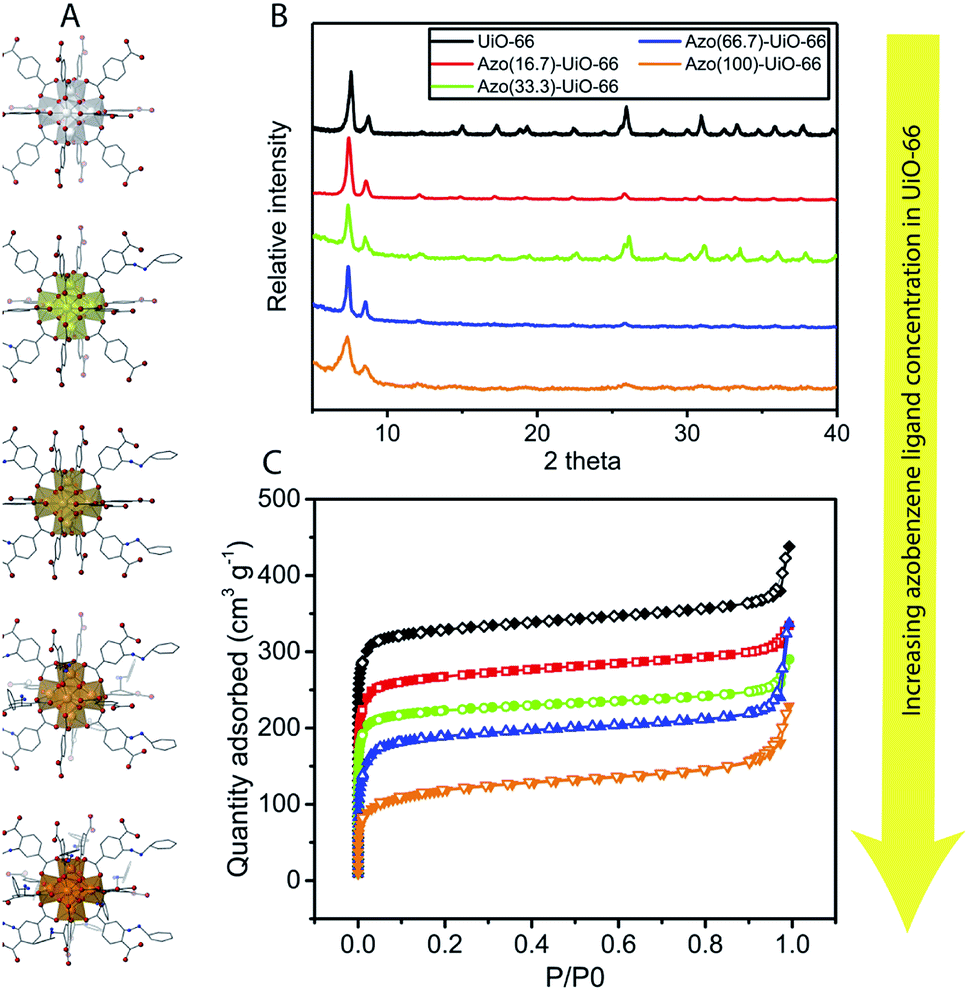 A
B
UiO-66
Azo(16.7)-UiO-66
Azo(33.3)-UiO-66
Azo(66.7)-UiO-66
Azo(100)-UiO-66
Relative intensity
10
20
30
40
2 theta
C
500
400
300
200
100
0
Quantity adsorbed (cm³ g⁻¹)
0.0
0.2
0.4
0.6
0.8
1.0
P/P0
Increasing azobenzene ligand concentration in UiO-66